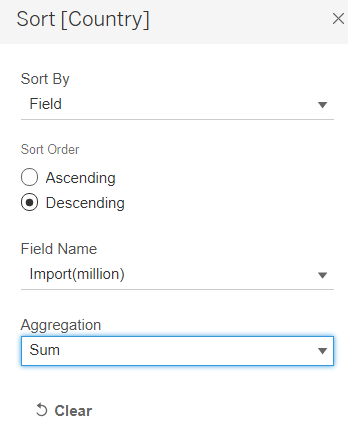 Sort [Country]
Sort By
Field
Sort Order
Ascending
Descending
Field Name
Import(million)
Aggregation
Sum
Clear